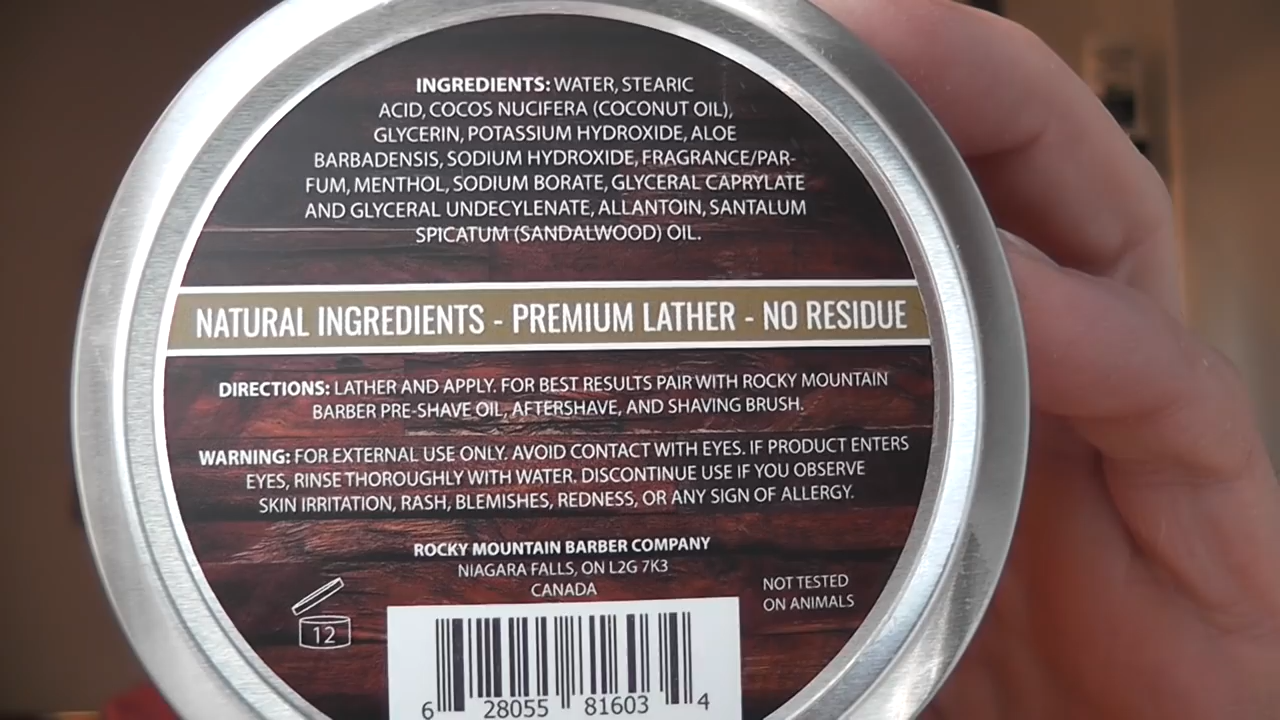 INGREDIENTS: WATER, STEARIC
ACID, COCOS NUCIFERA (COCONUT OIL),
GLYCERIN, POTASSIUM HYDROXIDE, ALOE
BARBADENSIS, SODIUM HYDROXIDE, FRAGRANCE/PAR-
FUM, MENTHOL, SODIUM BORATE, GLYCERAL CAPRYLATE
AND GLYCERAL UNDECYLENATE, ALLANTOIN, SANTALUM
SPICATUM (SANDALWOOD) OIL.
NATURAL INGREDIENTS - PREMIUM LATHER - NO RESIDUE
DIRECTIONS: LATHER AND APPLY. FOR BEST RESULTS PAIR WITH ROCKY MOUNTAIN
BARBER PRE-SHAVE OIL, AFTERSHAVE, AND SHAVING BRUSH.
WARNING: FOR EXTERNAL USE ONLY. AVOID CONTACT WITH EYES. IF PRODUCT ENTERS
EYES, RINSE THOROUGHLY WITH WATER. DISCONTINUE USE IF YOU OBSERVE
SKIN IRRITATION, RASH, BLEMISHES, REDNESS, OR ANY SIGN OF ALLERGY.
ROCKY MOUNTAIN BARBER COMPANY
NIAGARA FALLS, ON L2G 7K3
CANADA
NOT TESTED
ON ANIMALS
12
6 28055 81603 4